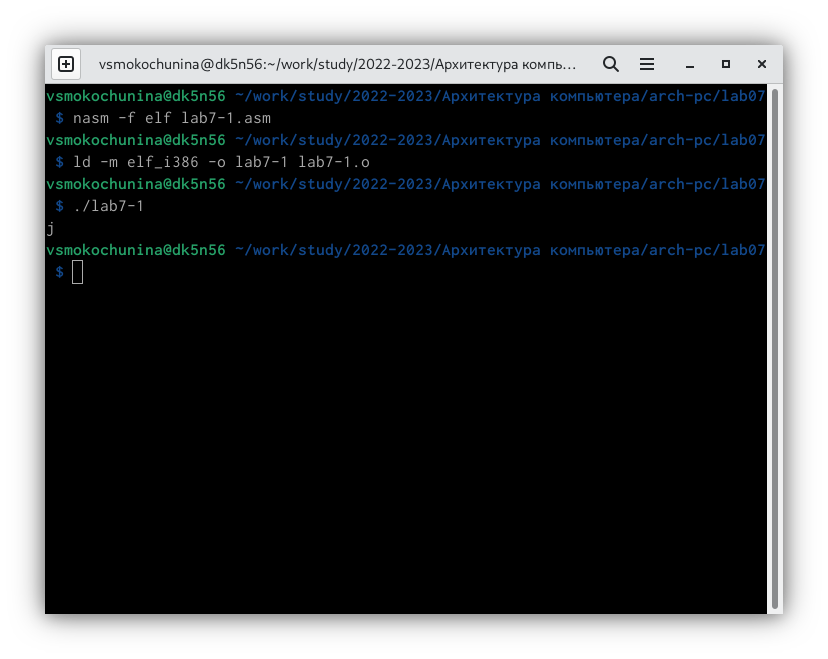 vsmokochunina@dk5n56:~/work/study/2022-2023/Архитектура компь...
vsmokochunina@dk5n56 ~/work/study/2022-2023/Архитектура компьютера/arch-pc/lab07
$ nasm -f elf lab7-1.asm
vsmokochunina@dk5n56 ~/work/study/2022-2023/Архитектура компьютера/arch-pc/lab07
$ ld -m elf_i386 -o lab7-1 lab7-1.o
vsmokochunina@dk5n56 ~/work/study/2022-2023/Архитектура компьютера/arch-pc/lab07
$ ./lab7-1
j
vsmokochunina@dk5n56 ~/work/study/2022-2023/Архитектура компьютера/arch-pc/lab07
$